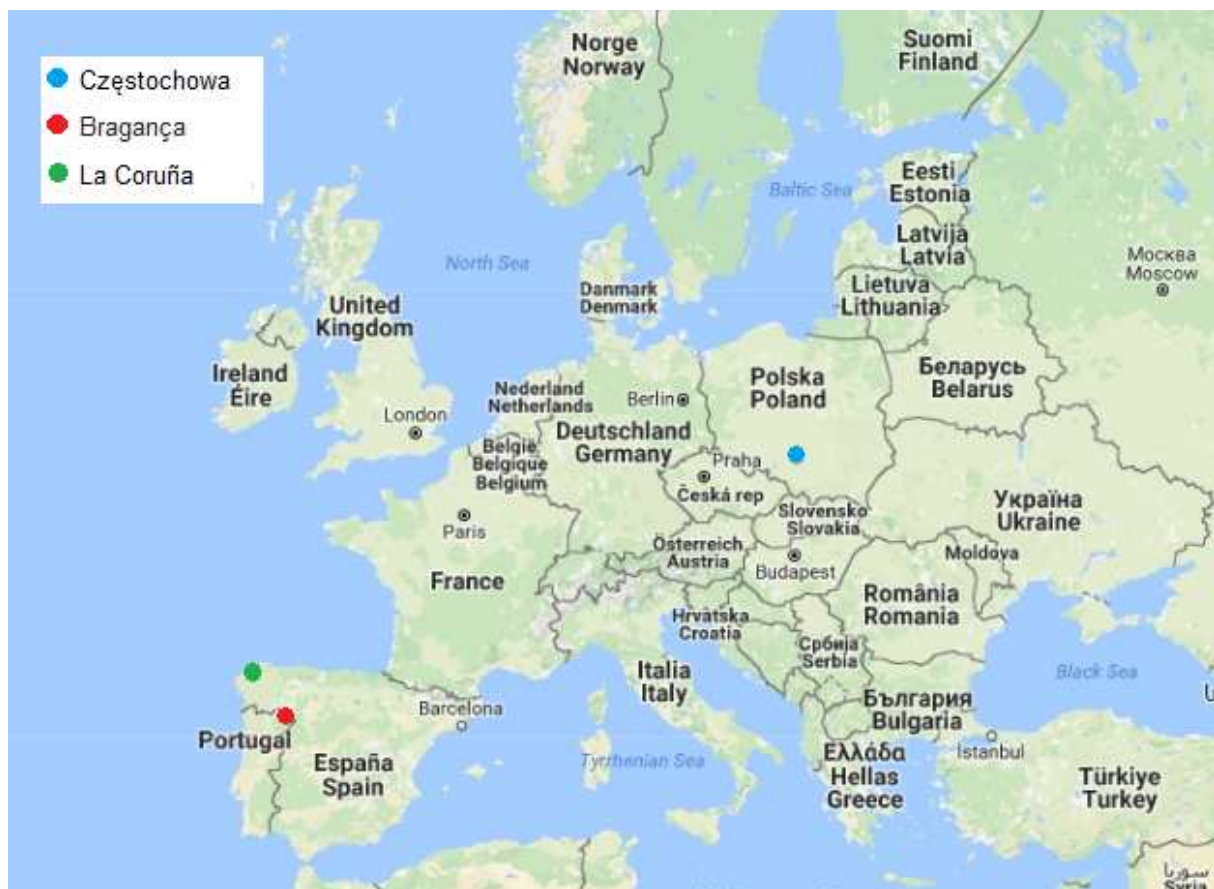 Częstochowa
Bragança
La Coruña
Norge
Norway
Suomi
Finland
Baltic Sea
Eesti
Estonia
Latvija
Latvia
Москва
Moscow
North Sea
Danmark
Denmark
Lietuva
Lithuania
United
Kingdom
Ireland
Éire
Беларусь
Belarus
Polska
Poland
Nederland
Netherlands
Berlin
London
Deutschland
Germany
België
Belgique
Belgium
Praha
Česká rep
Slovensko
Slovakia
Україна
Ukraine
Paris
Österreich
Austria
Budapest
Moldova
France
România
Romania
Hrvatska
Croatia
Србија
Serbia
Italia
Italy
Black Sea
България
Bulgaria
Barcelona
Portugal
España
Spain
Tyrrhenian Sea
İstanbul
Ελλάδα
Hellas
Greece
Türkiye
Turkey
سوريا
Syria